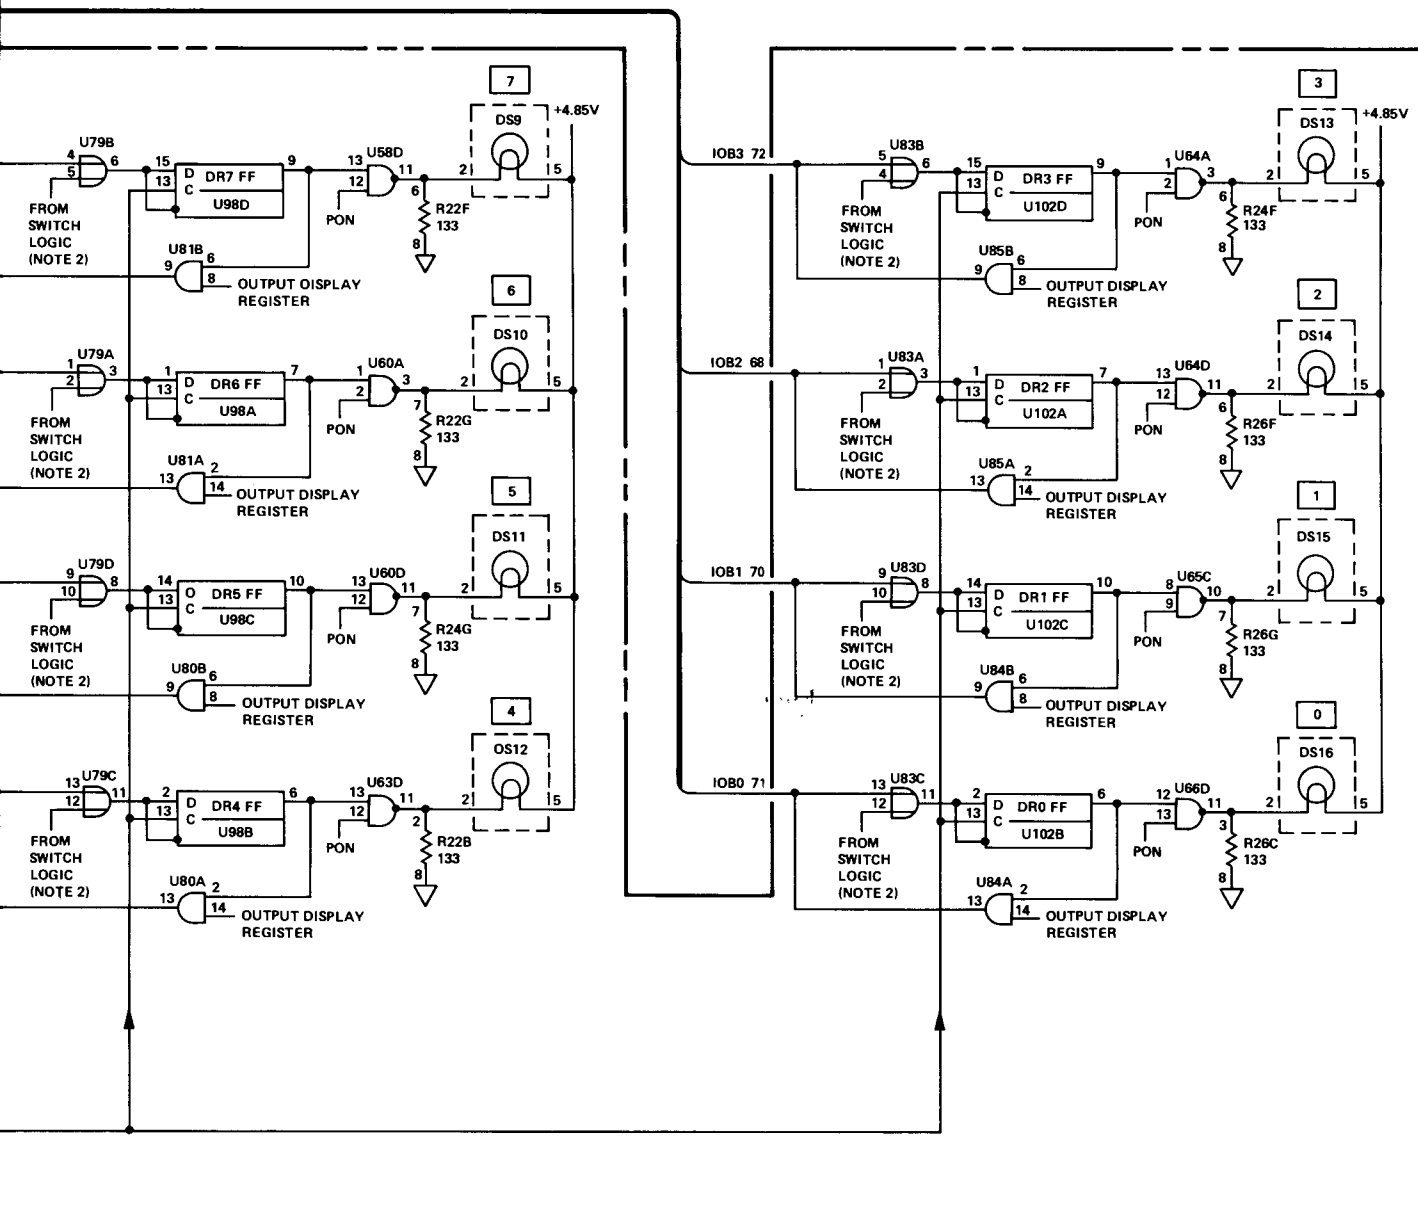 7
DS9
+4.85V
U79B
4
5
6
15
13
D
C
DR7 FF
U98D
9
U58D
13
12
11
PON
2
5
6
R22F
133
8
FROM
SWITCH
LOGIC
(NOTE 2)
U81B
9
6
8
OUTPUT DISPLAY
REGISTER
6
DS10
U79A
1
2
3
1
13
D
C
DR6 FF
U98A
7
U60A
1
2
3
PON
2
5
7
R22G
133
8
FROM
SWITCH
LOGIC
(NOTE 2)
U81A
13
2
14
OUTPUT DISPLAY
REGISTER
5
DS11
U79D
9
10
8
14
13
O
C
DR5 FF
U98C
10
U60D
13
12
11
PON
2
5
7
R24G
133
8
FROM
SWITCH
LOGIC
(NOTE 2)
U80B
9
6
8
OUTPUT DISPLAY
REGISTER
4
OS12
U79C
13
12
11
2
13
D
C
DR4 FF
U98B
6
U63D
13
12
11
PON
2
5
2
R22B
133
8
FROM
SWITCH
LOGIC
(NOTE 2)
U80A
13
2
14
OUTPUT DISPLAY
REGISTER
3
DS13
+4.85V
IOB3 72
U83B
5
4
6
15
13
D
C
DR3 FF
U102D
9
U64A
1
2
3
PON
2
5
6
R24F
133
8
FROM
SWITCH
LOGIC
(NOTE 2)
U85B
9
6
8
OUTPUT DISPLAY
REGISTER
2
DS14
IOB2 68
U83A
1
2
3
1
13
D
C
DR2 FF
U102A
7
U64D
13
12
11
PON
2
5
6
R26F
133
8
FROM
SWITCH
LOGIC
(NOTE 2)
U85A
13
2
14
OUTPUT DISPLAY
REGISTER
1
DS15
IOB1 70
U83D
9
10
8
14
13
D
C
DR1 FF
U102C
10
U65C
8
9
10
PON
2
5
7
R26G
133
8
FROM
SWITCH
LOGIC
(NOTE 2)
U84B
9
6
8
OUTPUT DISPLAY
REGISTER
0
DS16
IOB0 71
U83C
13
12
11
2
13
D
C
DR0 FF
U102B
6
U66D
12
13
11
PON
2
5
3
R26C
133
8
FROM
SWITCH
LOGIC
(NOTE 2)
U84A
13
2
14
OUTPUT DISPLAY
REGISTER